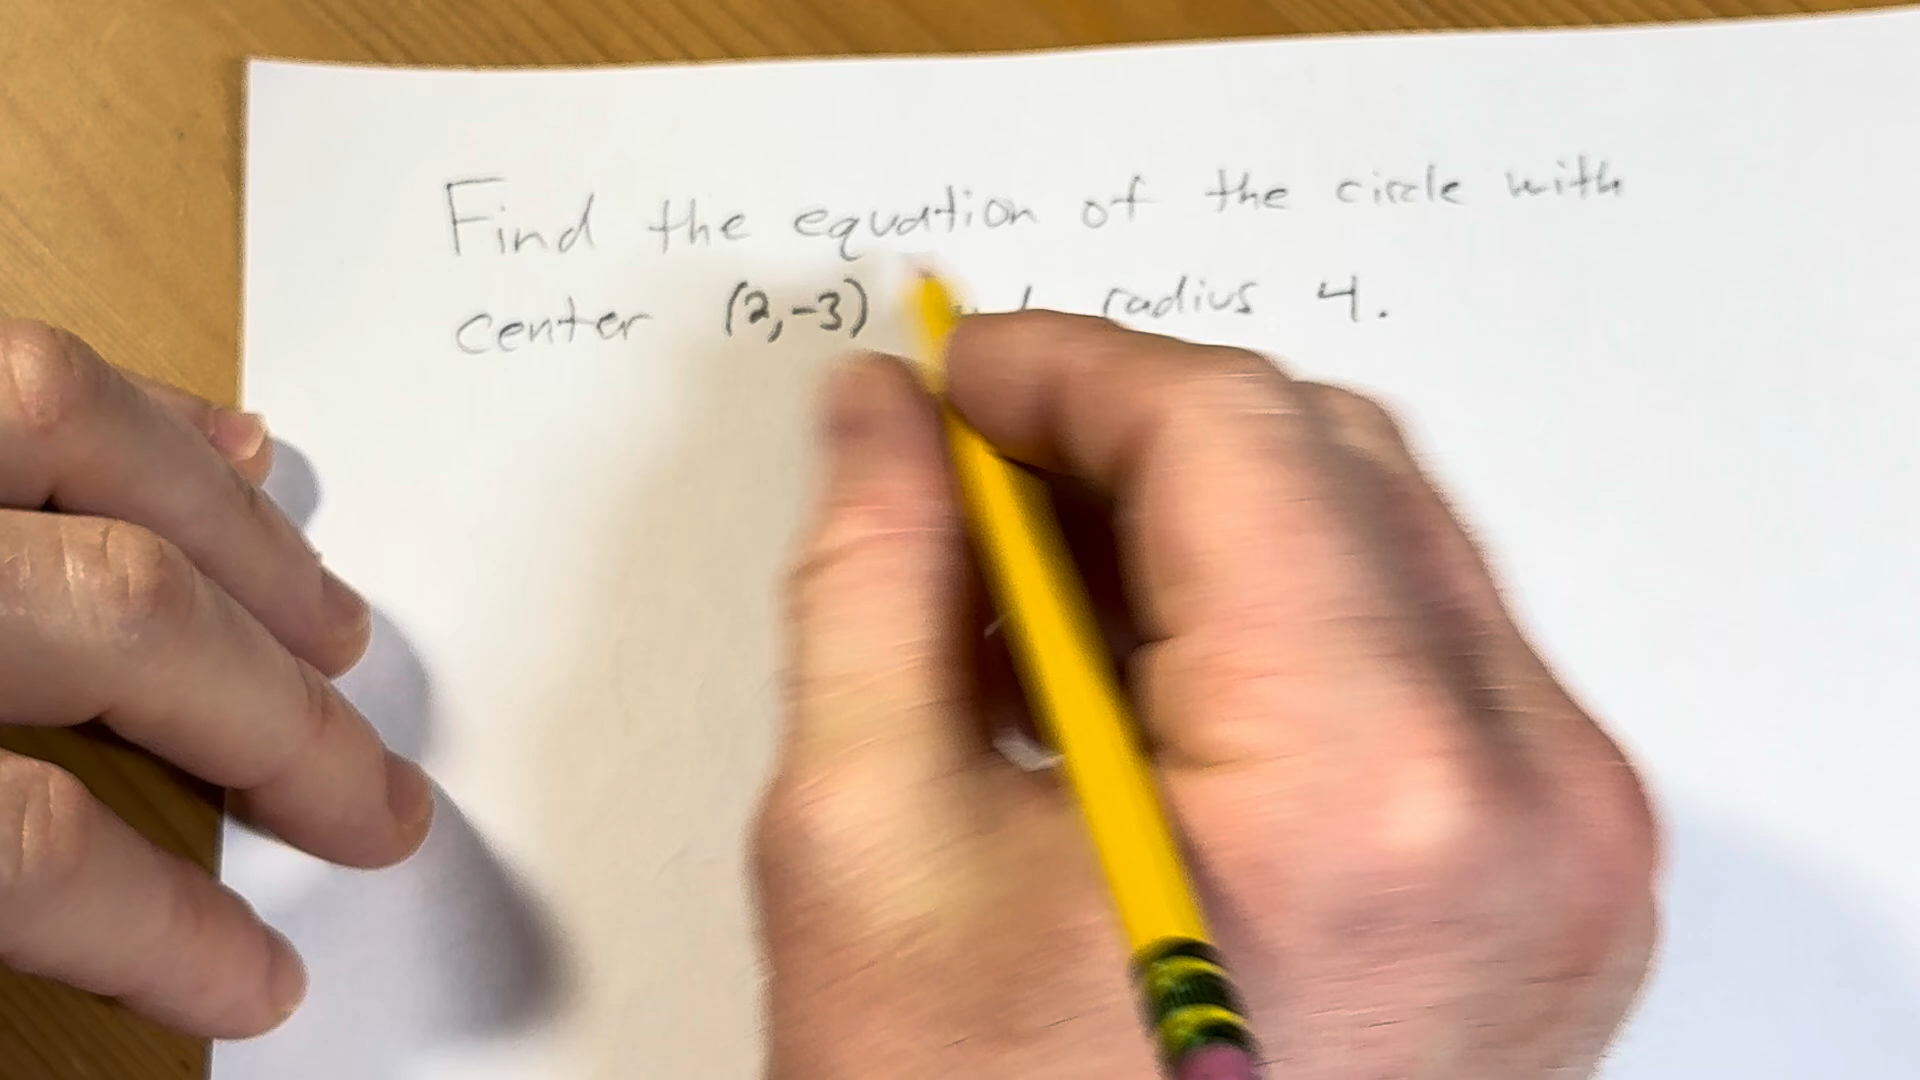 Find the equation of the circle with
center (2,-3) radius 4.